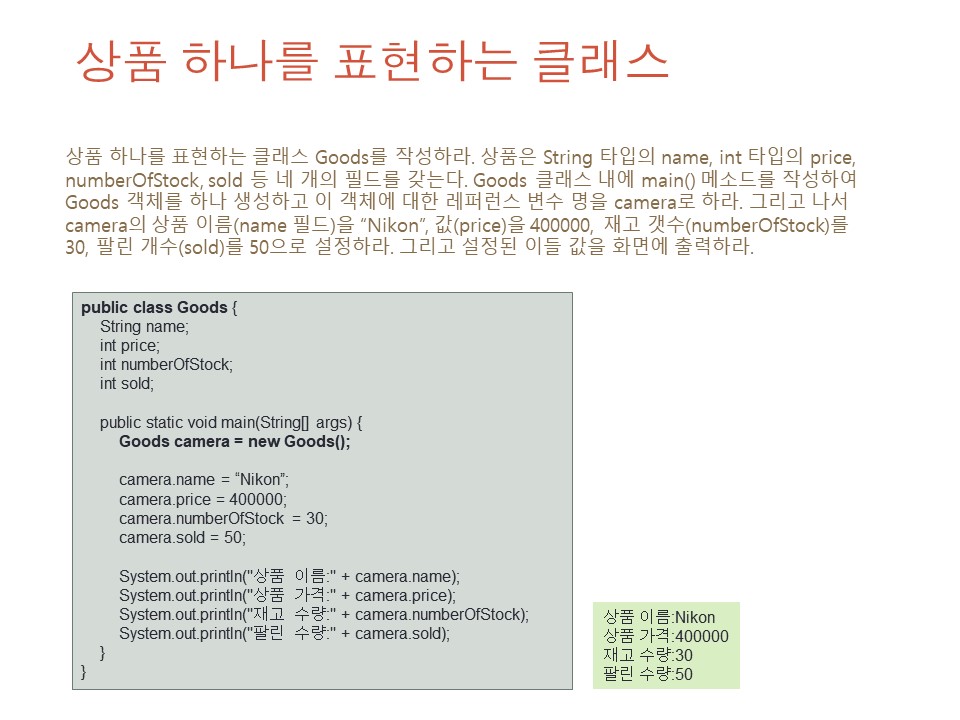 상품 하나를 표현하는 클래스
상품 하나를 표현하는 클래스 Goods를 작성하라. 상품은 String 타입의 name, int 타입의 price,
numberOfStock, sold 등 네 개의 필드를 갖는다. Goods 클래스 내에 main() 메소드를 작성하여
Goods 객체를 하나 생성하고 이 객체에 대한 레퍼런스 변수 명을 camera로 하라. 그리고 나서
camera의 상품 이름(name 필드)을 “Nikon”, 값(price)을 400000, 재고 갯수(numberOfStock)를
30, 팔린 개수(sold)를 50으로 설정하라. 그리고 설정된 이들 값을 화면에 출력하라.
public class Goods {
String name;
int price;
int numberOfStock;
int sold;
public static void main(String[] args) {
Goods camera = new Goods();
camera.name = “Nikon”;
camera.price = 400000;
camera.numberOfStock = 30;
camera.sold = 50;
System.out.println("상품 이름:" + camera.name);
System.out.println("상품 가격:" + camera.price);
System.out.println("재고 수량:" + camera.numberOfStock);
System.out.println("팔린 수량:" + camera.sold);
}
}
상품 이름:Nikon
상품 가격:400000
재고 수량:30
팔린 수량:50